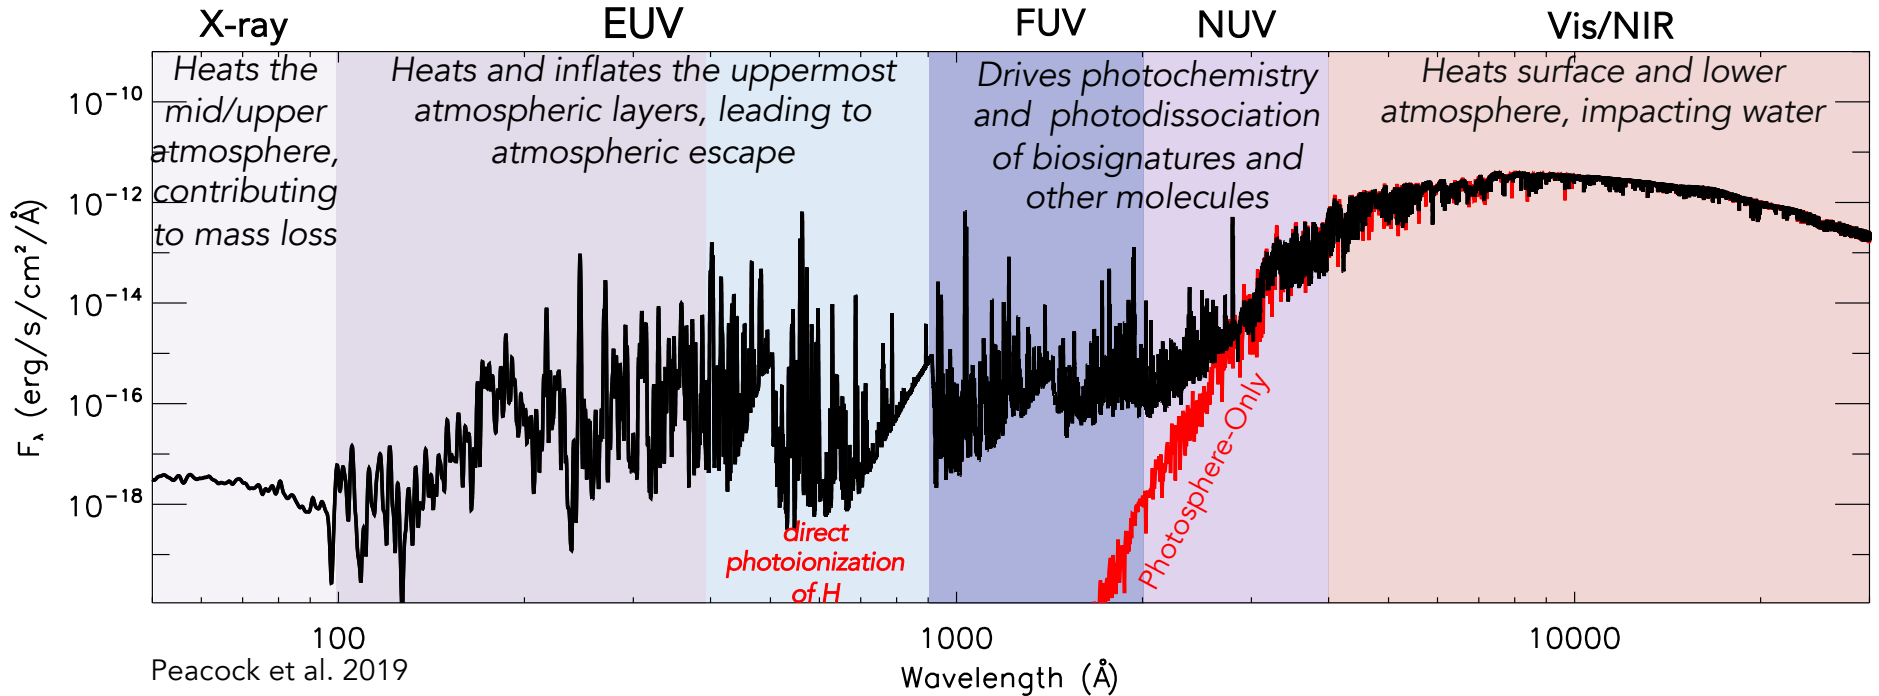 X-ray
EUV
FUV
NUV
Vis/NIR
Heats the
mid/upper
atmosphere,
contributing
to mass loss
Heats and inflates the uppermost
atmospheric layers, leading to
atmospheric escape
Drives photochemistry
and photodissociation
of biosignatures and
other molecules
Heats surface and lower
atmosphere, impacting water
10⁻¹⁰
10⁻¹²
10⁻¹⁴
10⁻¹⁶
10⁻¹⁸
F_λ (erg/s/cm²/Å)
direct
photoionization
of H
Photosphere-Only
100
1000
10000
Wavelength (Å)
Peacock et al. 2019